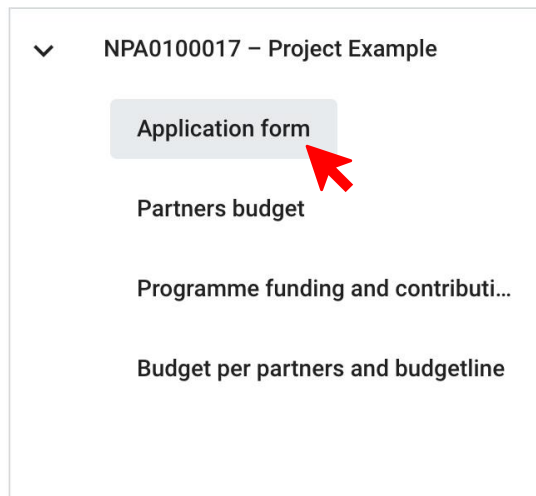 NPA0100017 – Project Example
Application form
Partners budget
Programme funding and contributi...
Budget per partners and budgetline